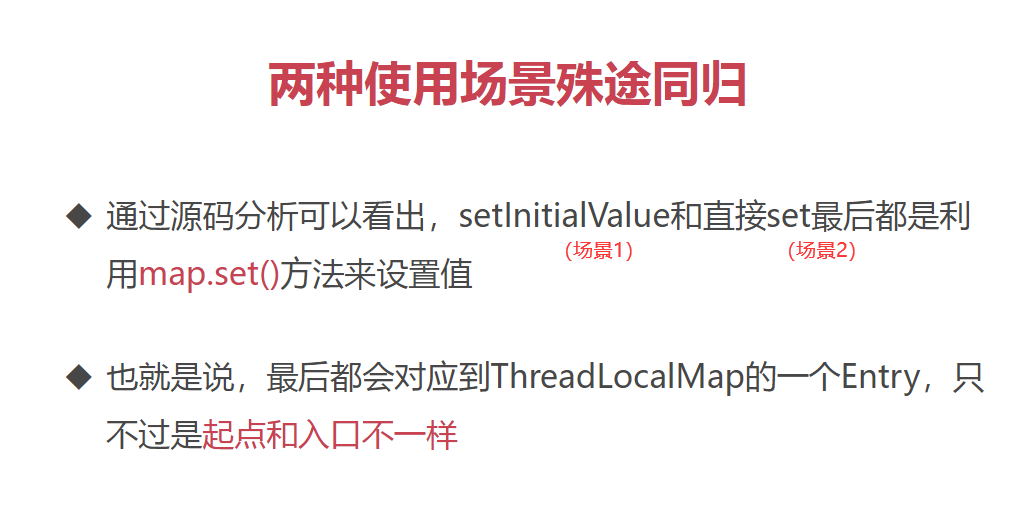 两种使用场景殊途同归
◆ 通过源码分析可以看出，setInitialValue和直接set最后都是利
（场景1） （场景2）
用map.set()方法来设置值
◆ 也就是说，最后都会对应到ThreadLocalMap的一个Entry，只
不过是起点和入口不一样